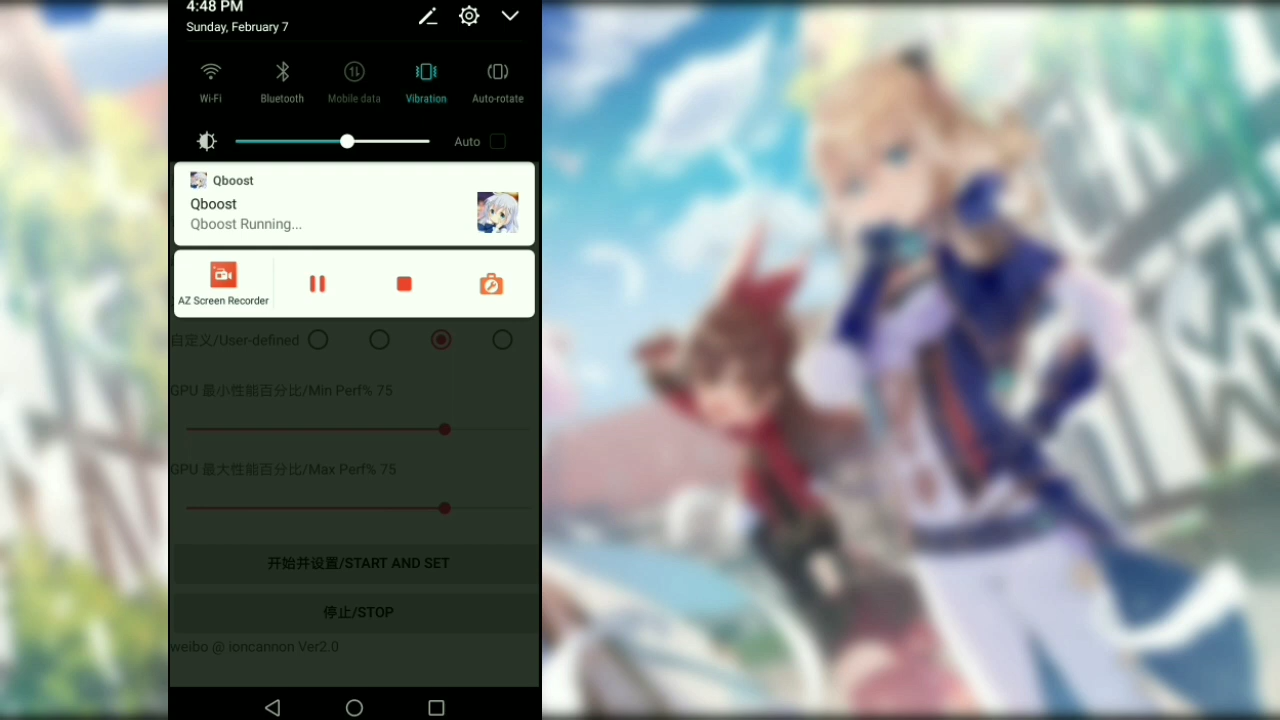 4:48 PM
Sunday, February 7
Wi-Fi Bluetooth Mobile data Vibration Auto-rotate
Auto
Qboost
Qboost
Qboost Running...
AZ Screen Recorder
自定义/User-defined
GPU 最小性能百分比/Min Perf% 75
GPU 最大性能百分比/Max Perf% 75
开始并设置/START AND SET
停止/STOP
weibo @ ioncannon Ver2.0